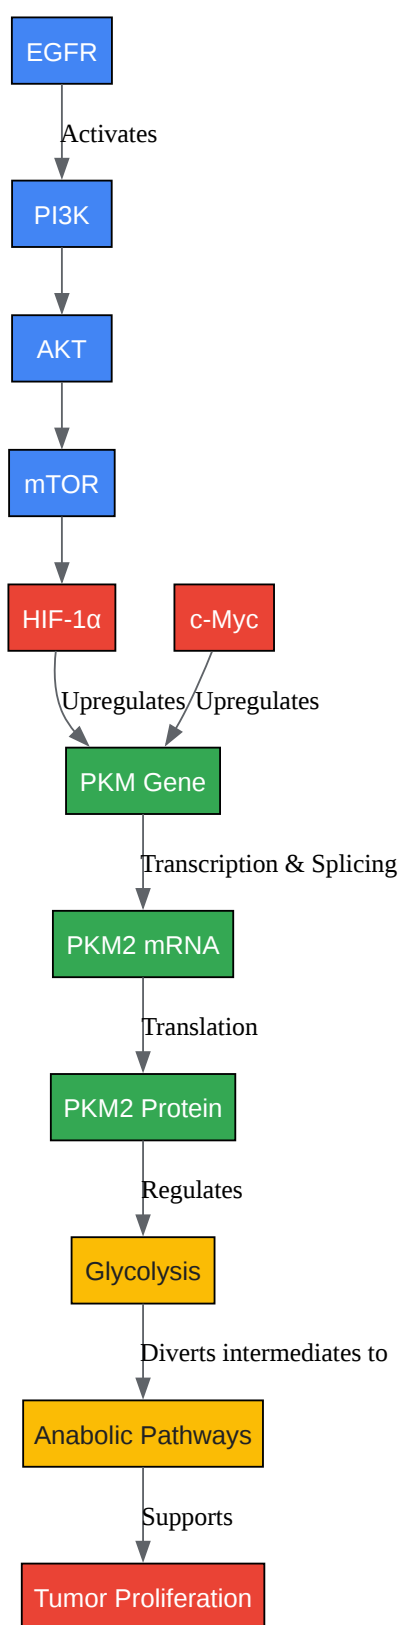 EGFR
Activates
PI3K
AKT
mTOR
HIF-1α
c-Myc
Upregulates
Upregulates
PKM Gene
Transcription & Splicing
PKM2 mRNA
Translation
PKM2 Protein
Regulates
Glycolysis
Diverts intermediates to
Anabolic Pathways
Supports
Tumor Proliferation